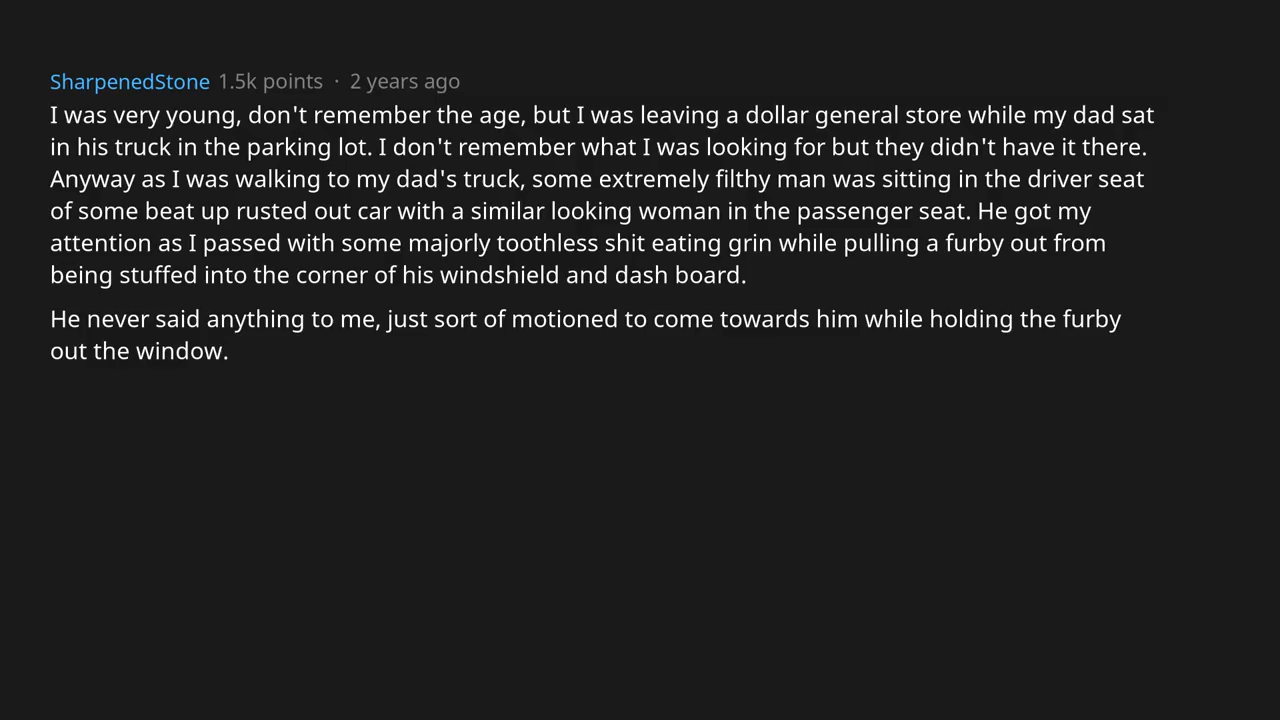 SharpenedStone 1.5k points · 2 years ago
I was very young, don't remember the age, but I was leaving a dollar general store while my dad sat
in his truck in the parking lot. I don't remember what I was looking for but they didn't have it there.
Anyway as I was walking to my dad's truck, some extremely filthy man was sitting in the driver seat
of some beat up rusted out car with a similar looking woman in the passenger seat. He got my
attention as I passed with some majorly toothless shit eating grin while pulling a furby out from
being stuffed into the corner of his windshield and dash board.
He never said anything to me, just sort of motioned to come towards him while holding the furby
out the window.